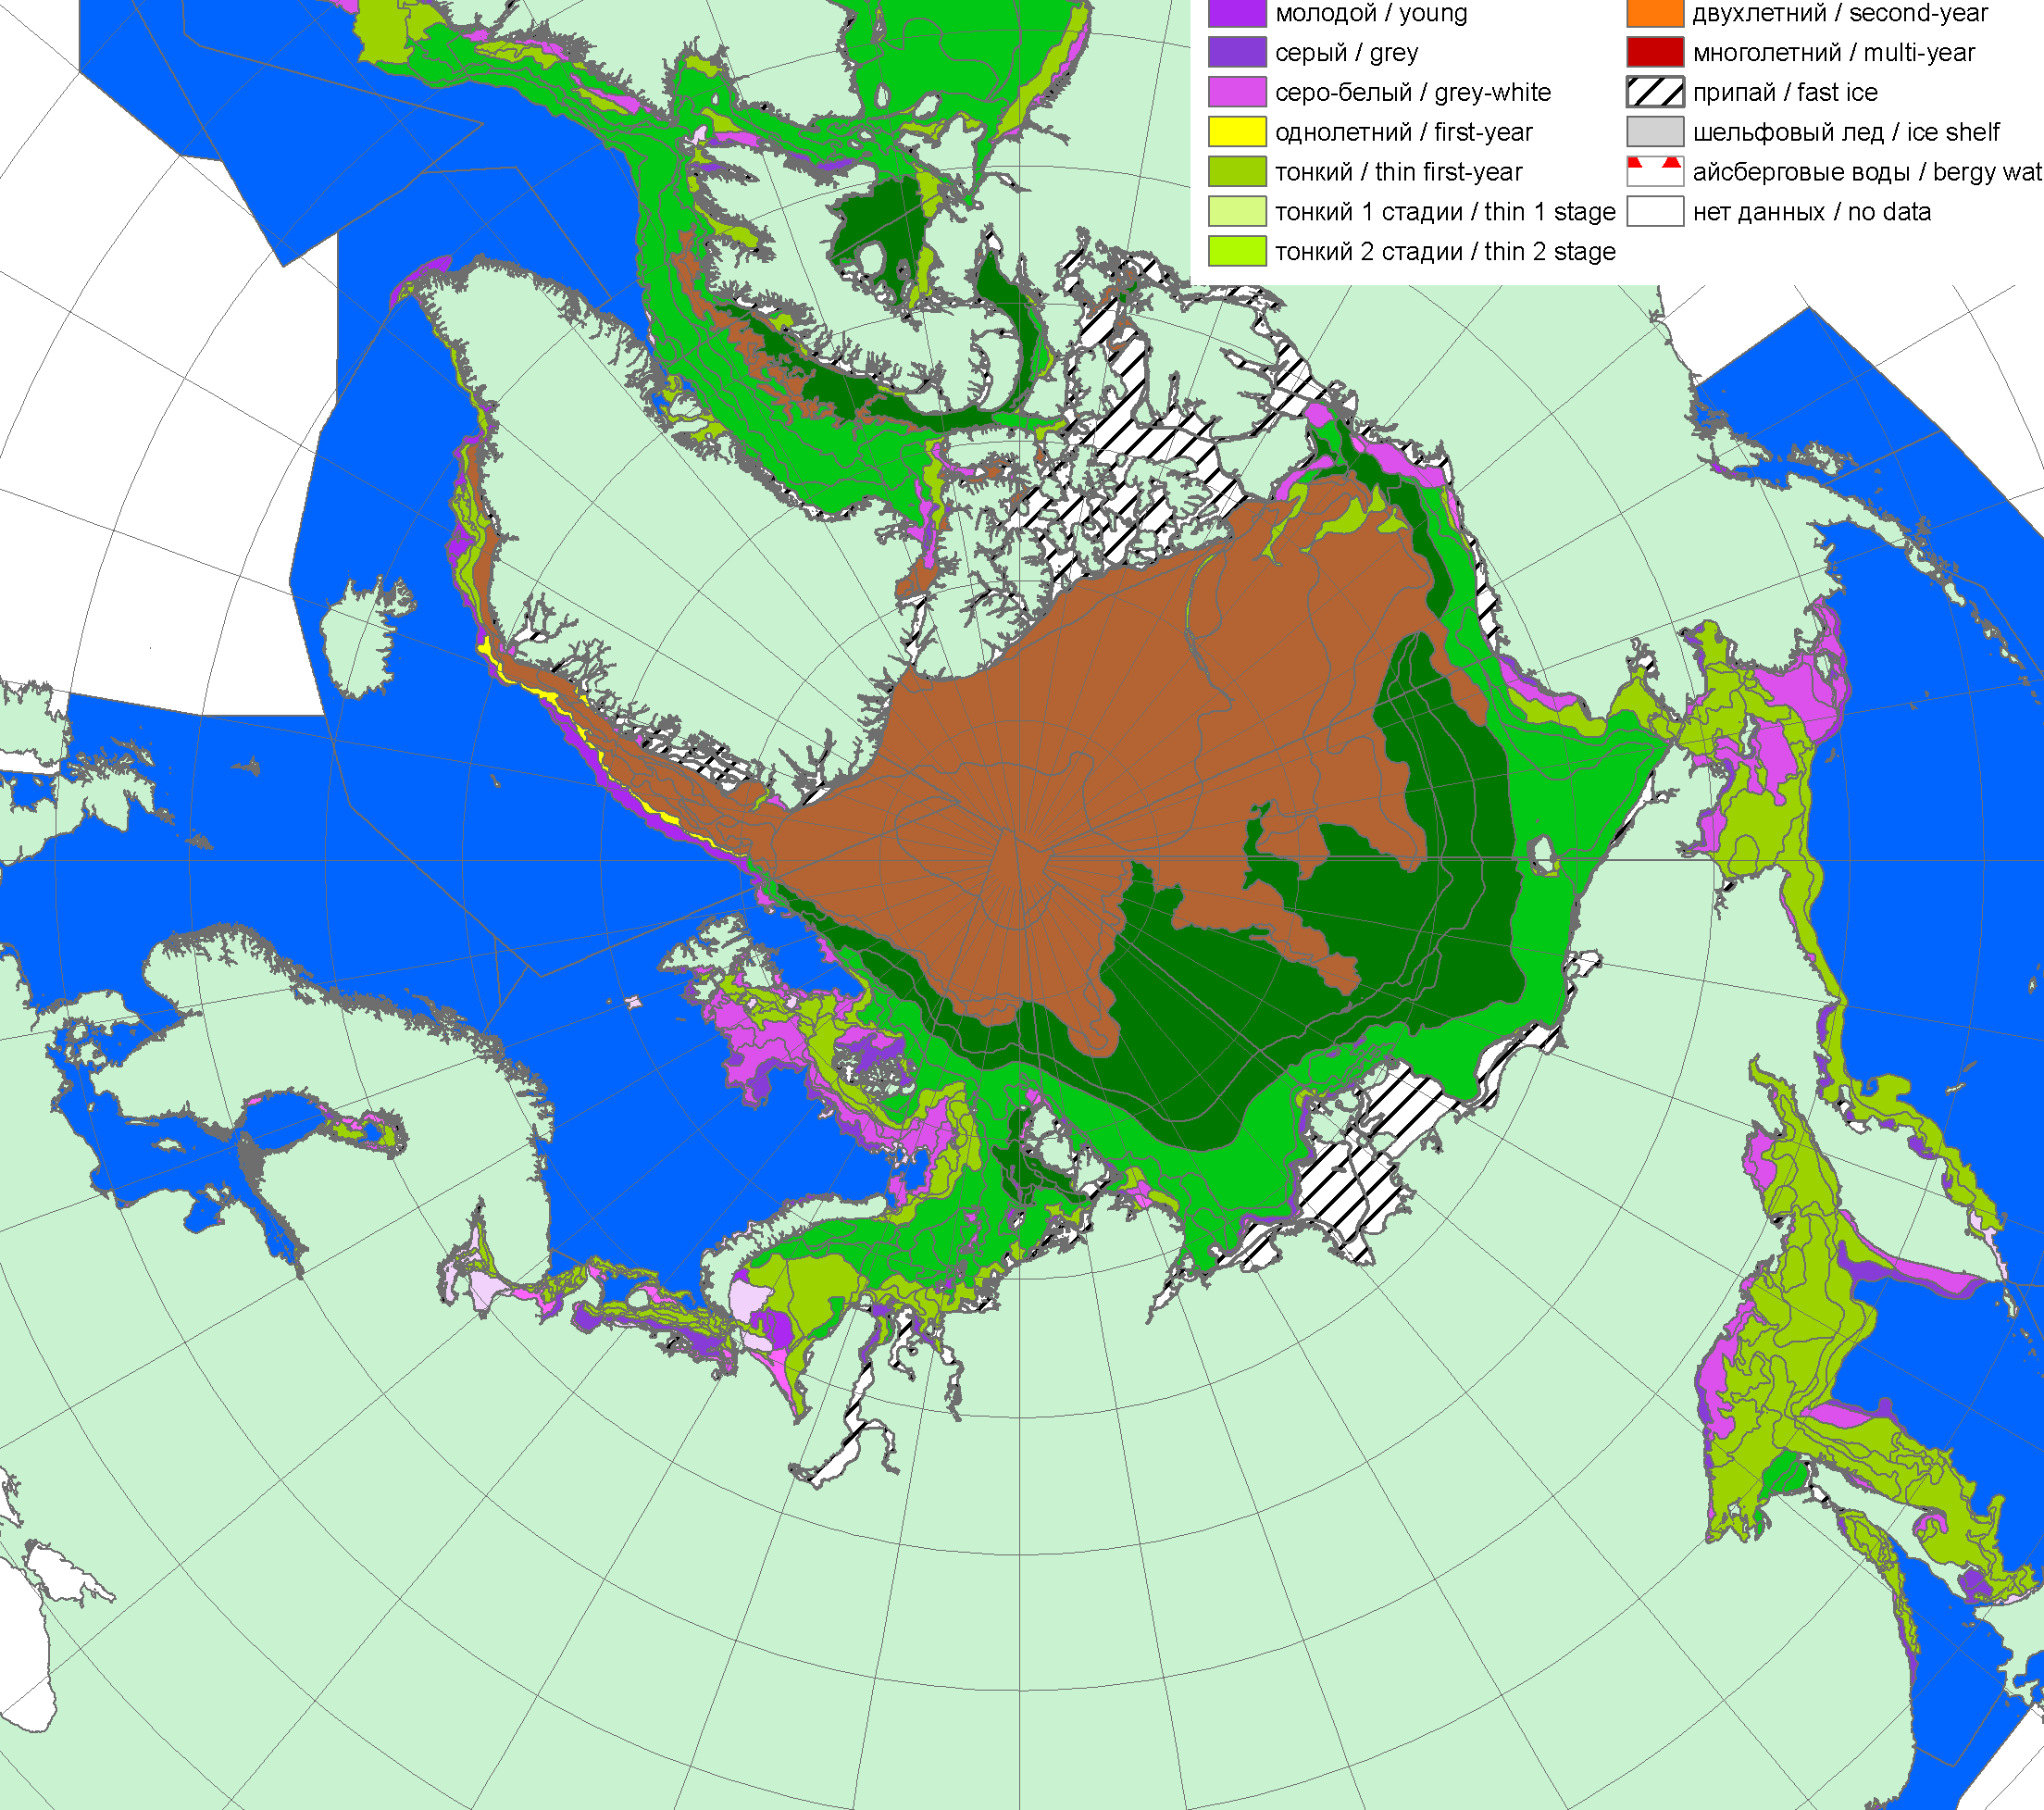 молодой / young
серый / grey
серо-белый / grey-white
однолетний / first-year
тонкий / thin first-year
тонкий 1 стадии / thin 1 stage
тонкий 2 стадии / thin 2 stage
двухлетний / second-year
многолетний / multi-year
припай / fast ice
шельфовый лед / ice shelf
айсберговые воды / bergy wat
нет данных / no data